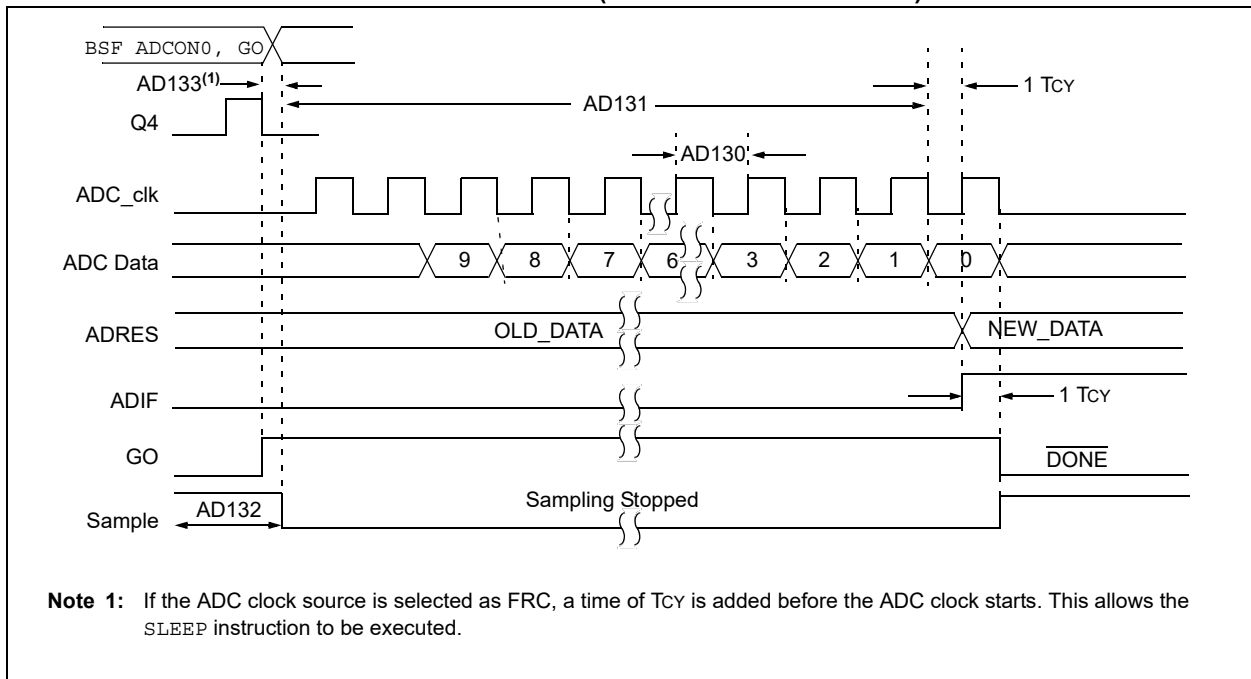 BSF ADCON0, GO
AD133(1)
1 TCY
AD131
Q4
AD130
ADC_clk
ADC Data
9 8 7 6 3 2 1 0
OLD_DATA
NEW_DATA
ADRES
ADIF
1 TCY
GO
DONE
Sampling Stopped
AD132
Sample
Note 1: If the ADC clock source is selected as FRC, a time of TCY is added before the ADC clock starts. This allows the
SLEEP instruction to be executed.